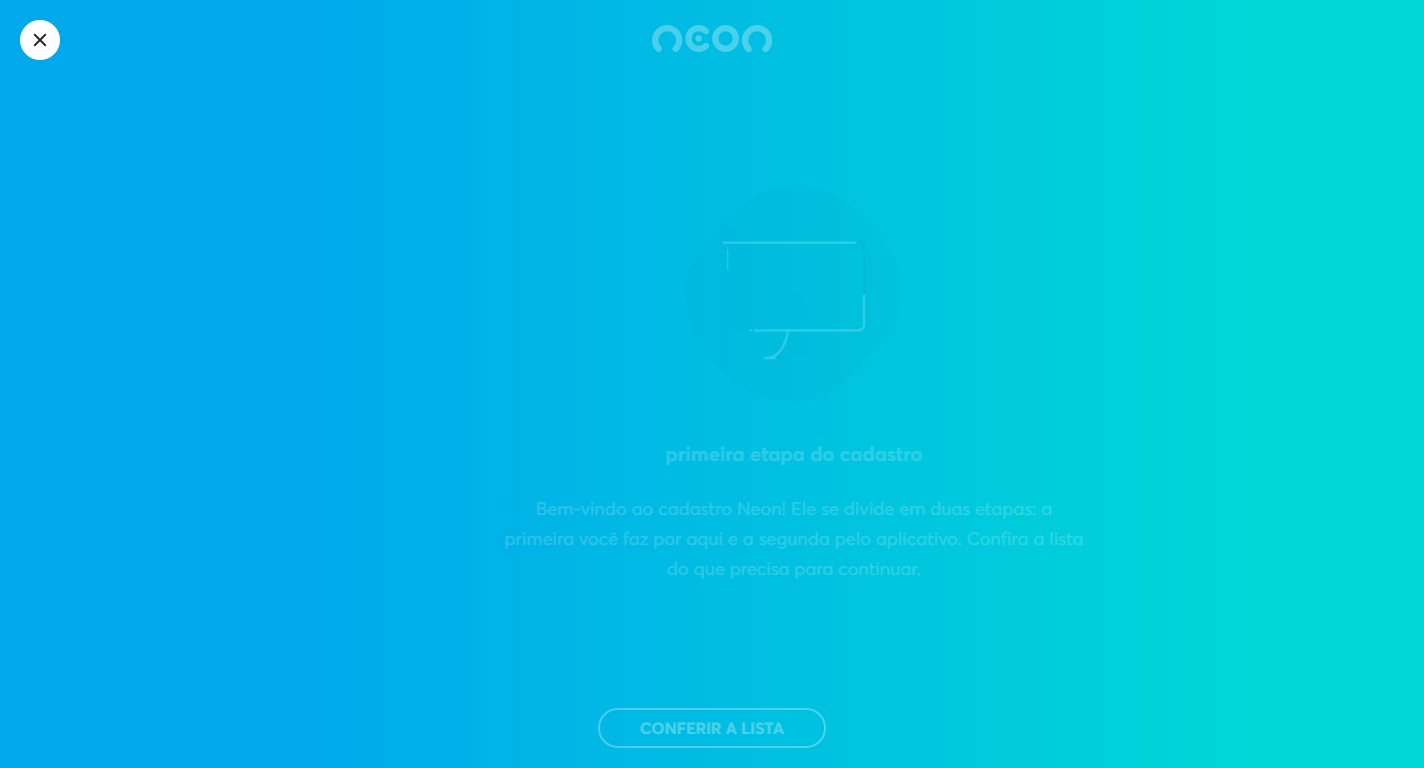 neon
primeira etapa do cadastro
Bem-vindo ao cadastro Neon! Ele se divide em duas etapas: a
primeira você faz por aqui e a segunda pelo aplicativo. Confira a lista
do que precisa para continuar.
CONFERIR A LISTA